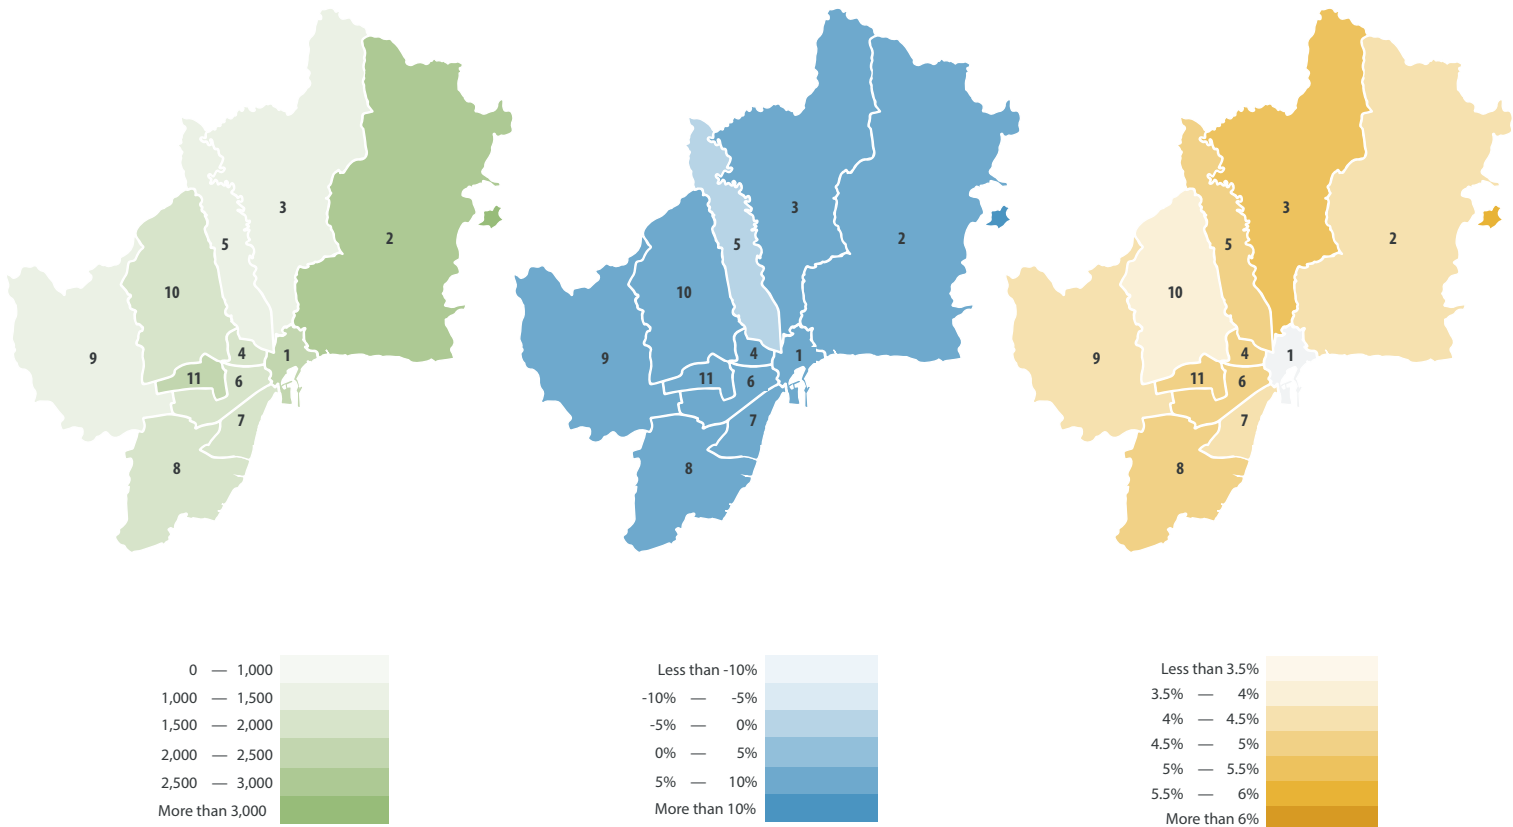 3
2
5
10
9
4
1
11
6
7
8
3
2
5
10
9
4
1
11
6
7
8
3
2
5
10
9
4
1
11
6
7
8
0 — 1,000
1,000 — 1,500
1,500 — 2,000
2,000 — 2,500
2,500 — 3,000
More than 3,000
Less than -10%
-10% — -5%
-5% — 0%
0% — 5%
5% — 10%
More than 10%
Less than 3.5%
3.5% — 4%
4% — 4.5%
4.5% — 5%
5% — 5.5%
5.5% — 6%
More than 6%